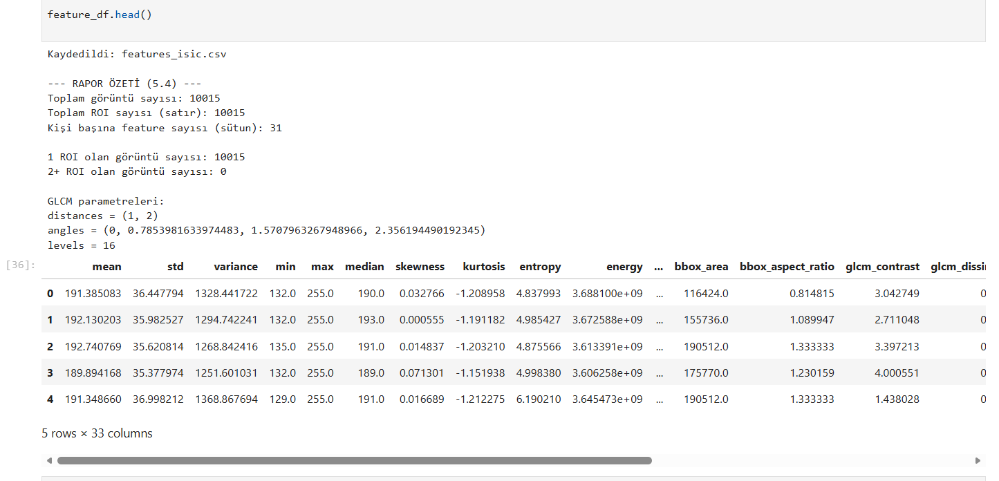 feature_df.head()
Kaydedildi: features_isic.csv
--- RAPOR ÖZETİ (5.4) ---
Toplam görüntü sayısı: 10015
Toplam ROI sayısı (satır): 10015
Kişi başına feature sayısı (sütun): 31
1 ROI olan görüntü sayısı: 10015
2+ ROI olan görüntü sayısı: 0
GLCM parametreleri:
distances = (1, 2)
angles = (0, 0.7853981633974483, 1.5707963267948966, 2.356194490192345)
levels = 16
[36]:
mean std variance min max median skewness kurtosis entropy energy ... bbox_area bbox_aspect_ratio glcm_contrast glcm_dissi
0 191.385083 36.447794 1328.441722 132.0 255.0 190.0 0.032766 -1.208958 4.837993 3.688100e+09 ... 116424.0 0.814815 3.042749 0
1 192.130203 35.982527 1294.742241 132.0 255.0 193.0 0.000555 -1.191182 4.985427 3.672588e+09 ... 155736.0 1.089947 2.711048 0
2 192.740769 35.620814 1268.842416 135.0 255.0 191.0 0.014837 -1.203210 4.875566 3.613391e+09 ... 190512.0 1.333333 3.397213 0
3 189.894168 35.377974 1251.601031 132.0 255.0 189.0 0.071301 -1.151938 4.998380 3.606258e+09 ... 175770.0 1.230159 4.000551 0
4 191.348660 36.998212 1368.867694 129.0 255.0 191.0 0.016689 -1.212275 6.190210 3.645473e+09 ... 190512.0 1.333333 1.438028 0
5 rows × 33 columns